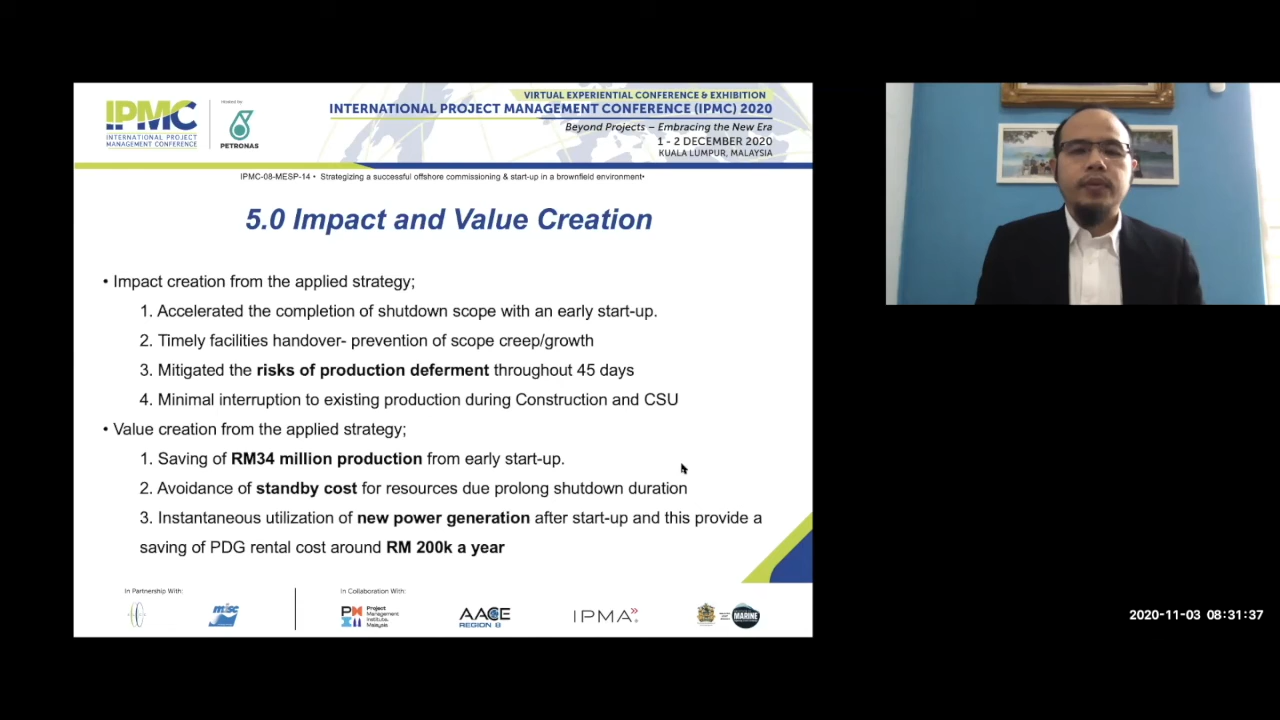 IPMC
INTERNATIONAL PROJECT
MANAGEMENT CONFERENCE
Hosted by
PETRONAS
VIRTUAL EXPERIENTIAL CONFERENCE & EXHIBITION
INTERNATIONAL PROJECT MANAGEMENT CONFERENCE (IPMC) 2020
Beyond Projects – Embracing the New Era
1 - 2 DECEMBER 2020
KUALA LUMPUR, MALAYSIA
IPMC-08-MESP-14 • Strategizing a successful offshore commissioning & start-up in a brownfield environment•
5.0 Impact and Value Creation
• Impact creation from the applied strategy;
1. Accelerated the completion of shutdown scope with an early start-up.
2. Timely facilities handover- prevention of scope creep/growth
3. Mitigated the risks of production deferment throughout 45 days
4. Minimal interruption to existing production during Construction and CSU
• Value creation from the applied strategy;
1. Saving of RM34 million production from early start-up.
2. Avoidance of standby cost for resources due prolong shutdown duration
3. Instantaneous utilization of new power generation after start-up and this provide a
saving of PDG rental cost around RM 200k a year
In Partnership With:
misc
In Collaboration With:
Project
Management
Institute.
Malaysia
AACE
REGION 8
IPMA
MARINE
2020-11-03 08:31:37